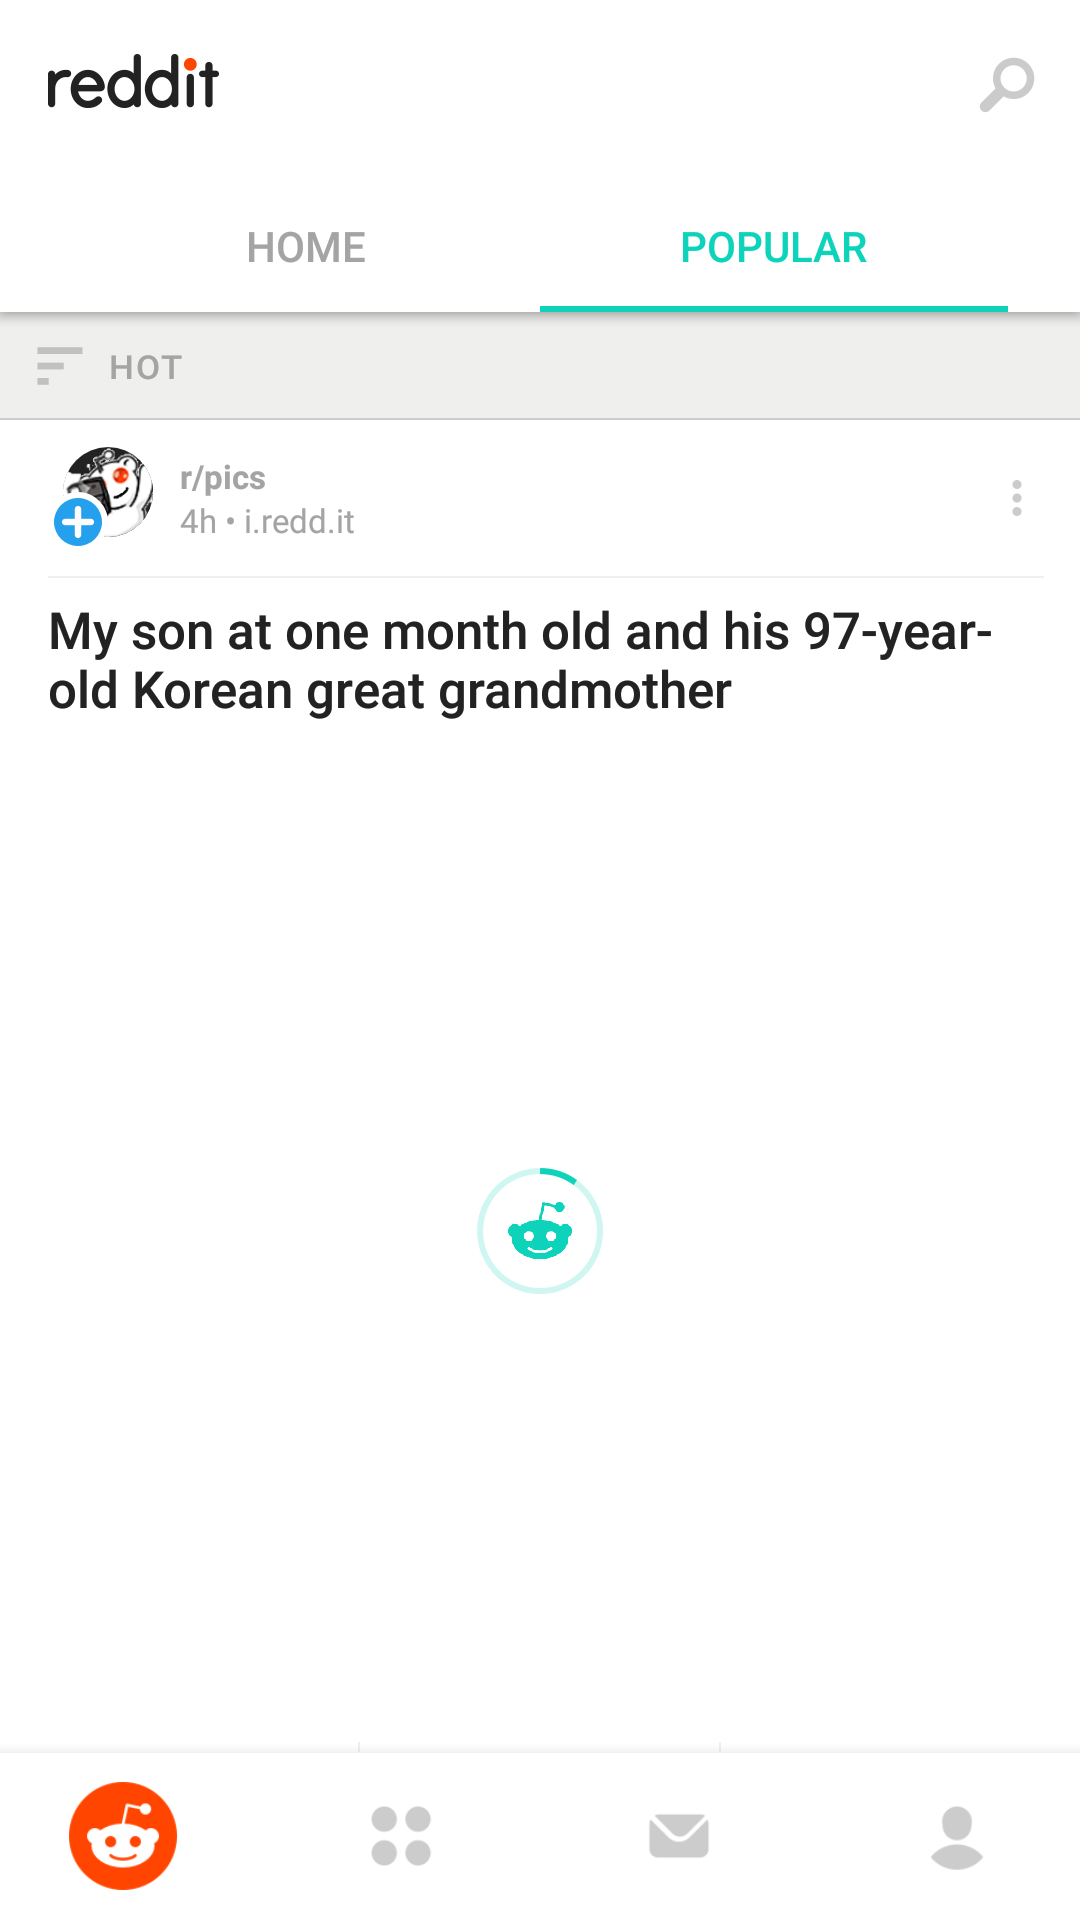 reddit
HOME
POPULAR
HOT
r/pics
4h • i.redd.it
My son at one month old and his 97-year-
old Korean great grandmother